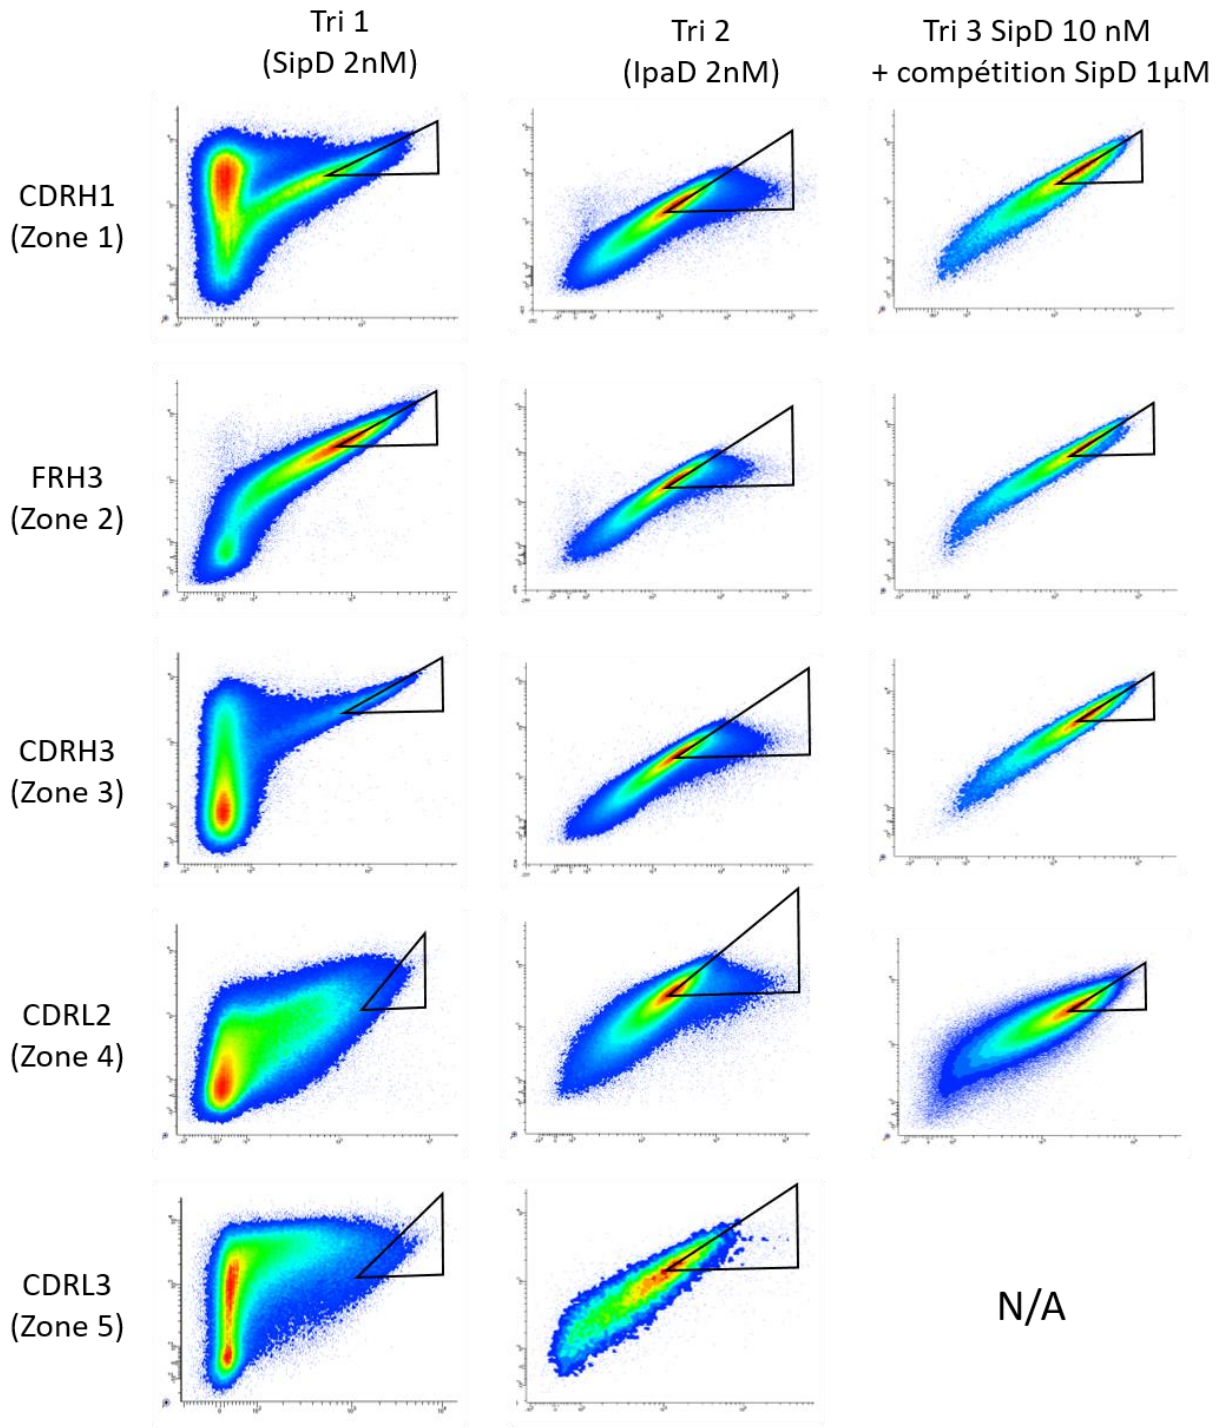 Tri 1
(SipD 2nM)
Tri 2
(IpaD 2nM)
Tri 3 SipD 10 nM
+ compétition SipD 1µM
CDRH1
(Zone 1)
FRH3
(Zone 2)
CDRH3
(Zone 3)
CDRL2
(Zone 4)
CDRL3
(Zone 5)
N/A